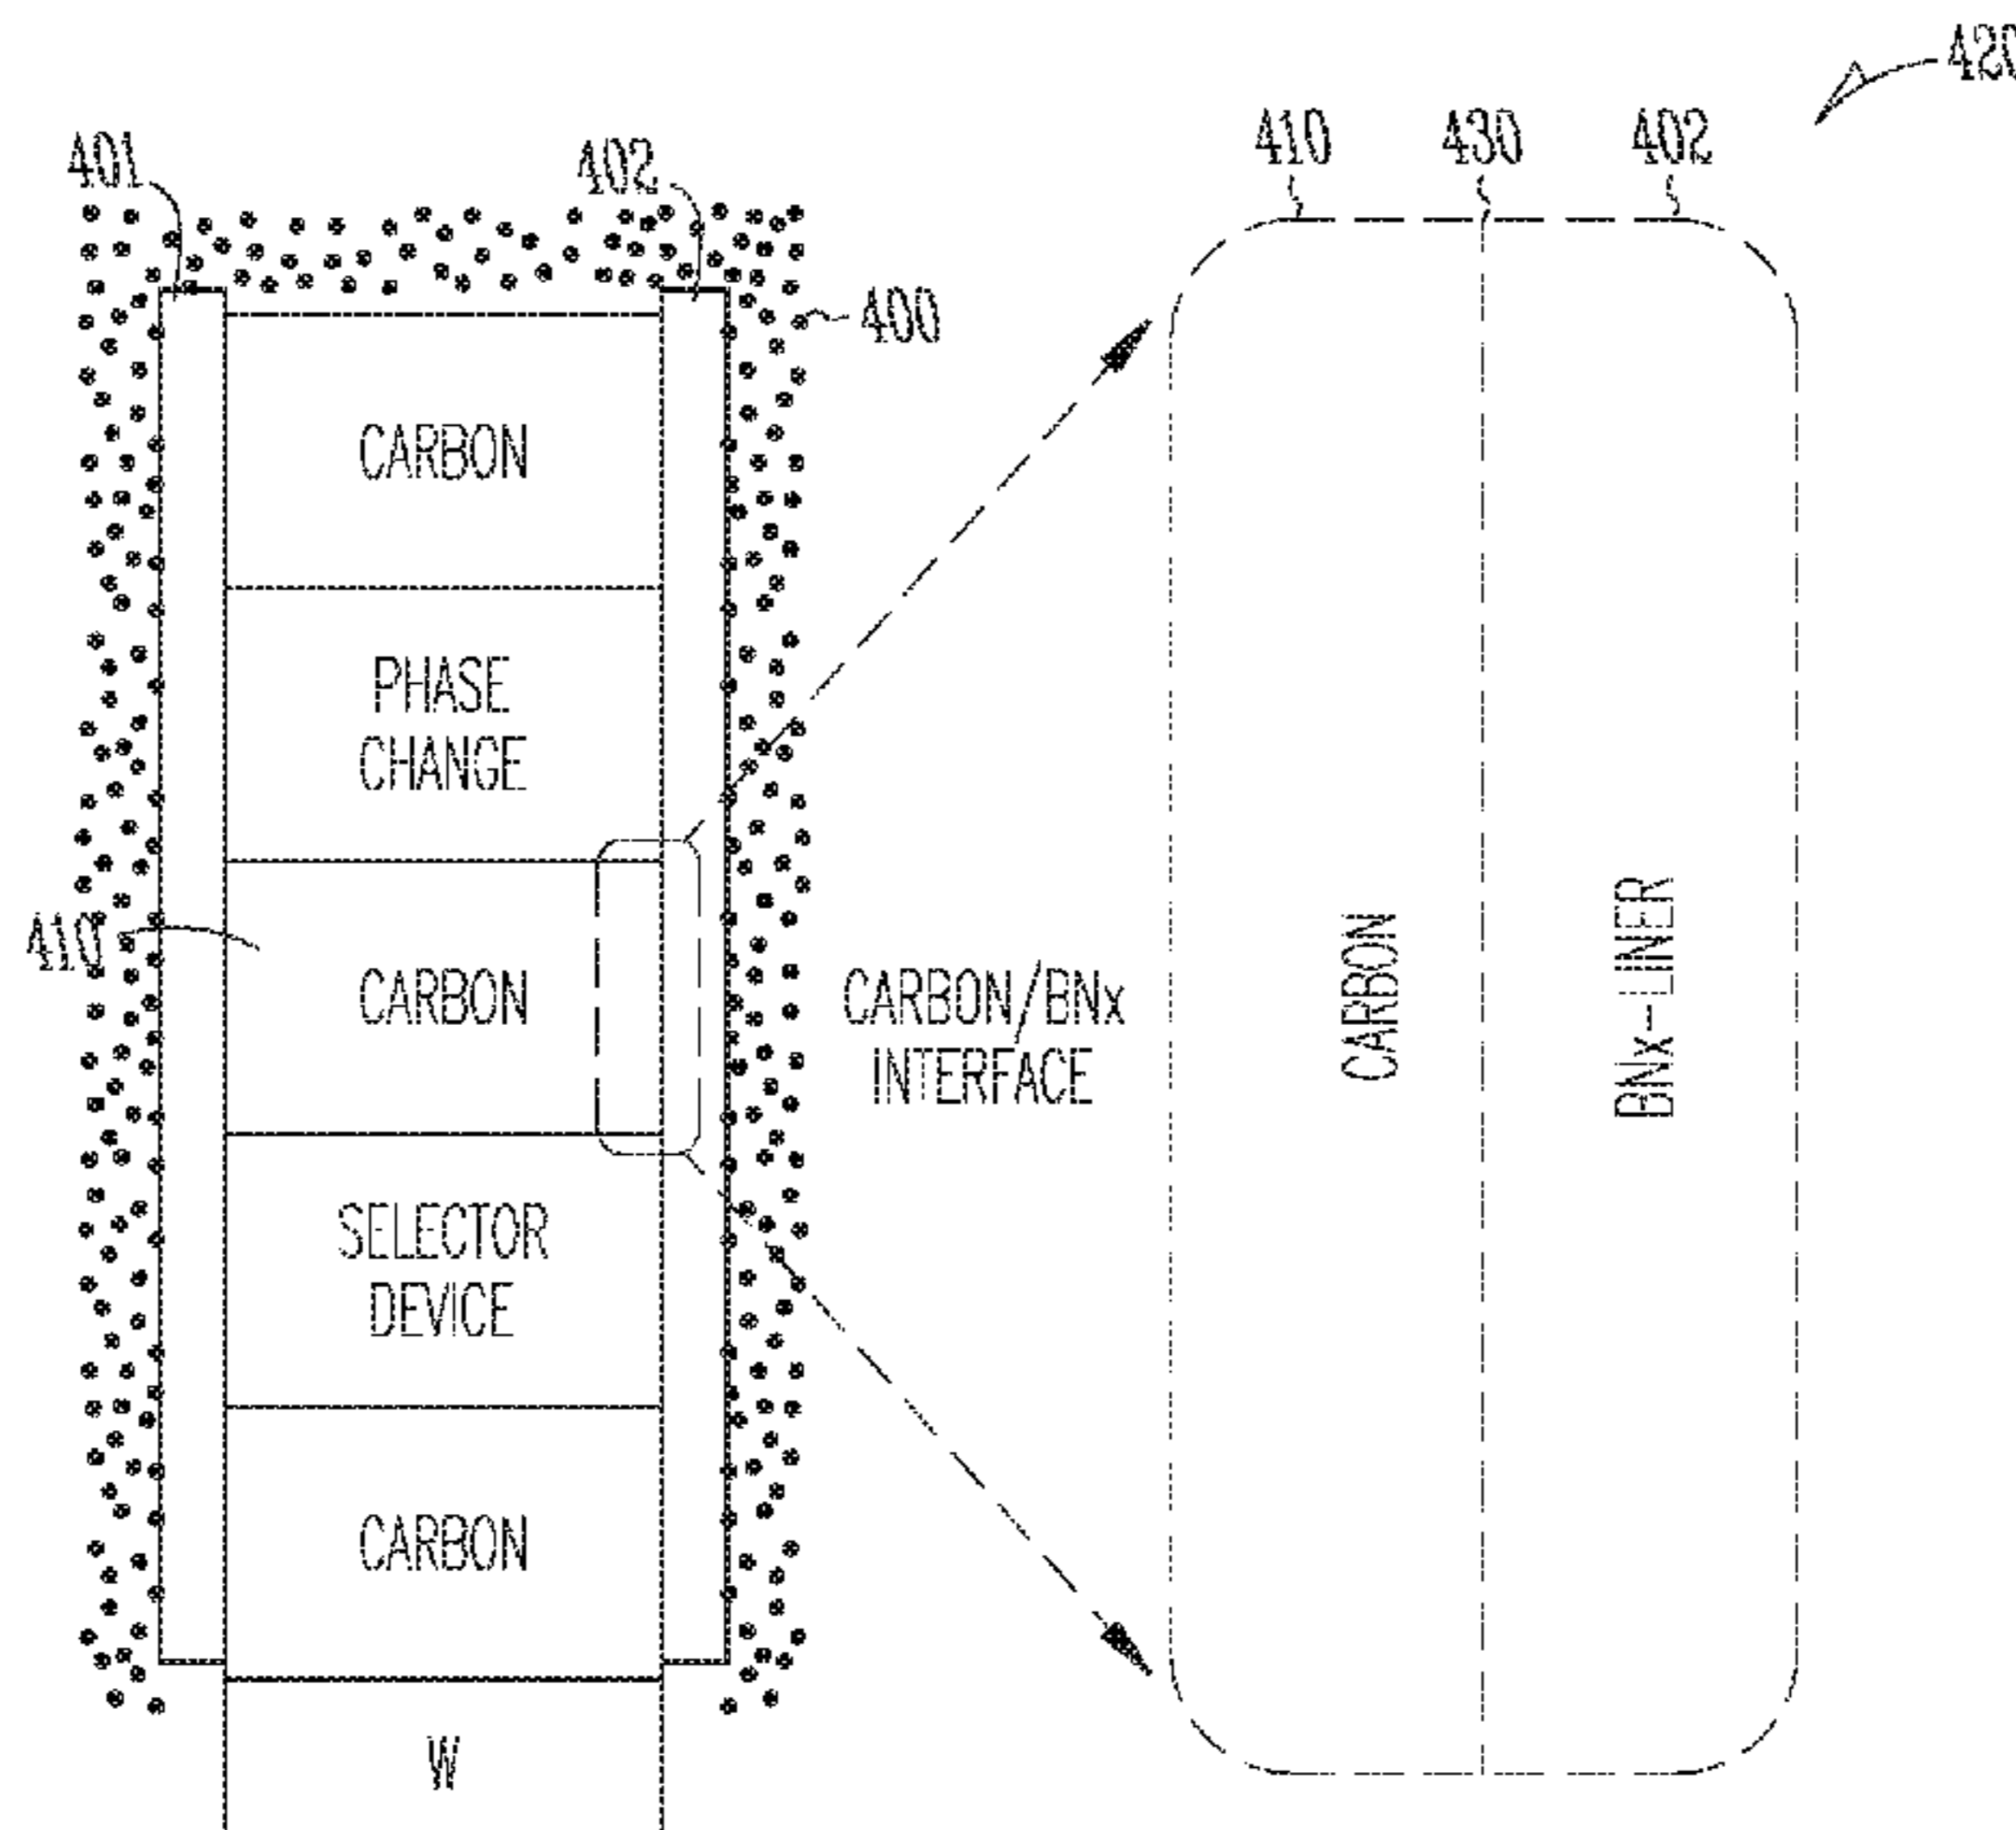 420
410 430 402
401 402
400
CARBON
PHASE
CHANGE
410
CARBON
CARBON/BNx
INTERFACE
CARBON
BNx-LINER
SELECTOR
DEVICE
CARBON
W